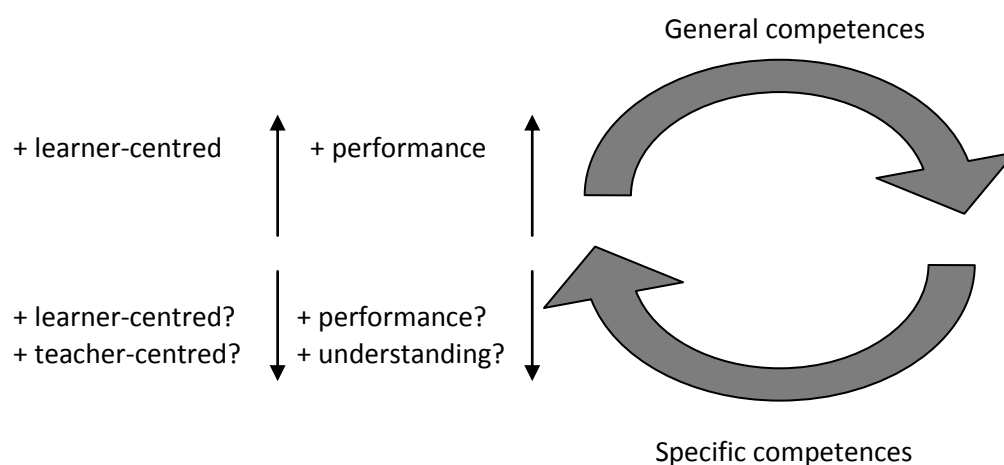 General competences
+ learner-centred
+ performance
+ learner-centred?
+ teacher-centred?
+ performance?
+ understanding?
Specific competences